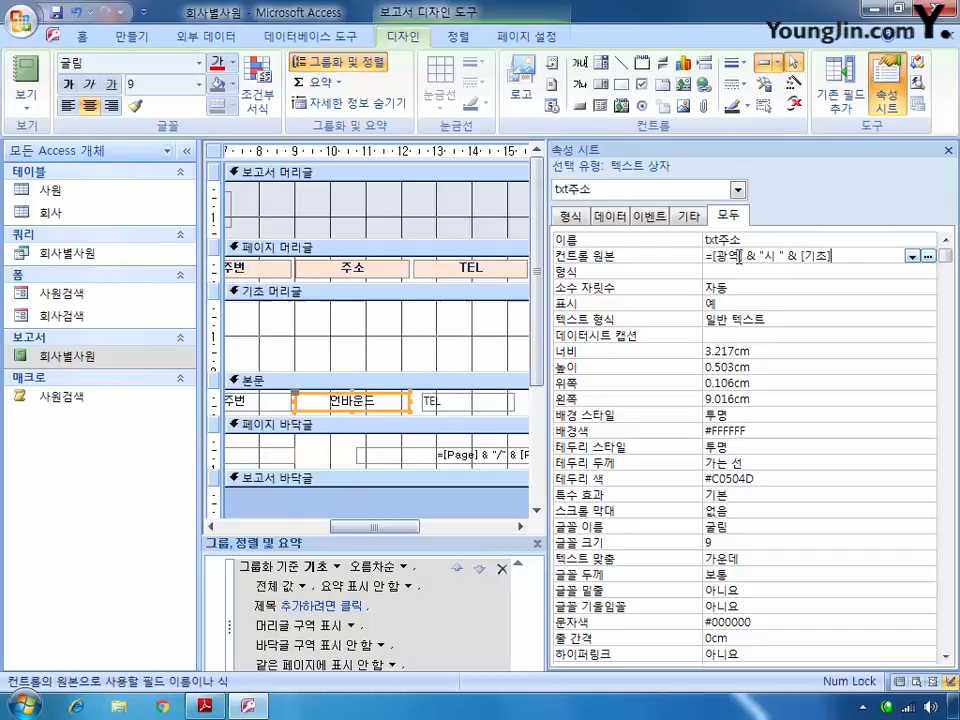 회사별사원 - Microsoft Access
보고서 디자인 도구
YoungJin.com Y.
홈
만들기
외부 데이터
데이터베이스 도구
디자인
정렬
페이지 설정
보기
굴림
9
가 가 가
글꼴
조건부
서식
그룹화 및 정렬
Σ 요약
자세한 정보 숨기기
그룹화 및 요약
눈금선
로고
컨트롤
기존 필드
추가
속성
시트
도구
모든 Access 개체
테이블
사원
회사
쿼리
회사별사원
폼
사원검색
회사검색
보고서
회사별사원
매크로
사원검색
7 8 9 10 11 12 13 14 15
보고서 머리글
페이지 머리글
주번 주소 TEL
기초 머리글
본문
주번 언바운드 TEL
페이지 바닥글
=[Page] & "/" & [P
보고서 바닥글
그룹, 정렬 및 요약
그룹화 기준 기초 오름차순 ,
전체 값 , 요약 표시 안 함 ,
제목 추가하려면 클릭 ,
머리글 구역 표시 ,
바닥글 구역 표시 안 함 ,
같은 페이지에 표시 안 함 ,
속성 시트
선택 유형: 텍스트 상자
txt주소
형식 데이터 이벤트 기타 모두
이름 txt주소
컨트롤 원본 =[광역] & "시 " & [기초]
형식
소수 자릿수 자동
표시 예
텍스트 형식 일반 텍스트
데이터시트 캡션
너비 3.217cm
높이 0.503cm
위쪽 0.106cm
왼쪽 9.016cm
배경 스타일 투명
배경색 #FFFFFF
테두리 스타일 투명
테두리 두께 가는 선
테두리 색 #C0504D
특수 효과 기본
스크롤 막대 없음
글꼴 이름 굴림
글꼴 크기 9
텍스트 맞춤 가운데
글꼴 두께 보통
글꼴 밑줄 아니요
글꼴 기울임꼴 아니요
문자색 #000000
줄 간격 0cm
하이퍼링크 아니요
컨트롤의 원본으로 사용할 필드 이름이나 식
Num Lock